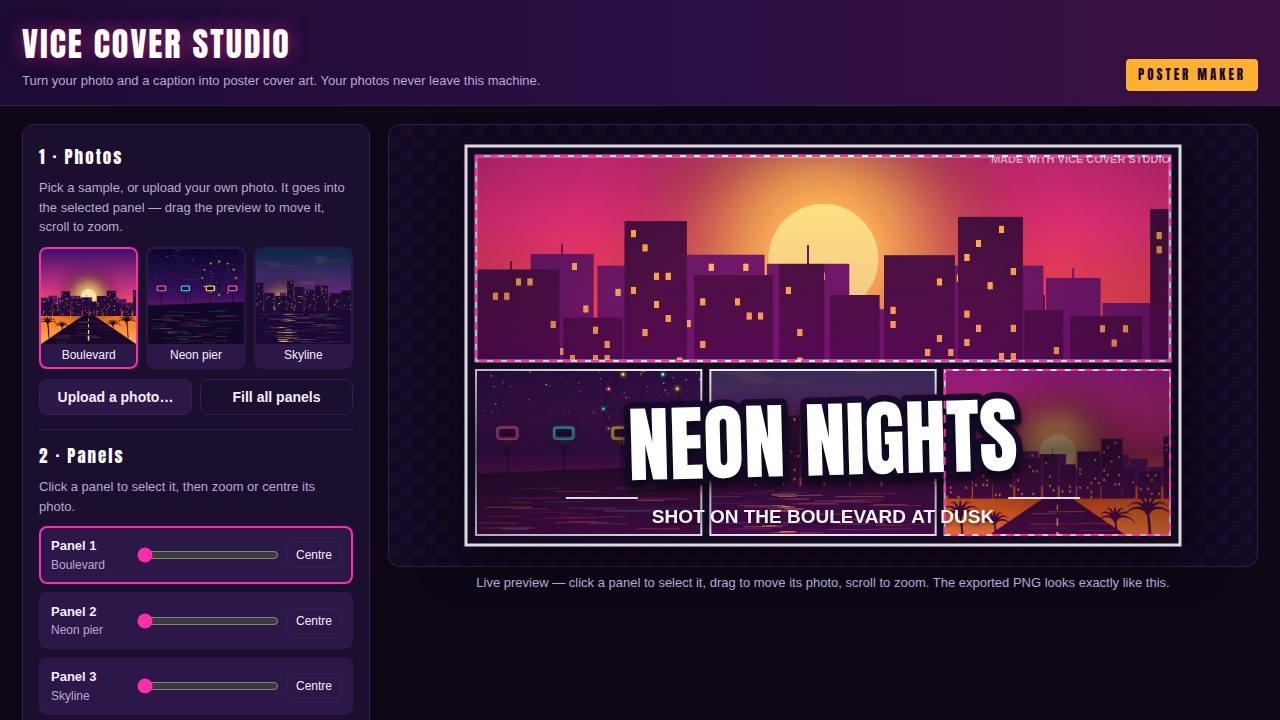 VICE COVER STUDIO
Turn your photo and a caption into poster cover art. Your photos never leave this machine.
POSTER MAKER
1 · Photos
Pick a sample, or upload your own photo. It goes into
the selected panel — drag the preview to move it,
scroll to zoom.
Boulevard
Neon pier
Skyline
Upload a photo…
Fill all panels
2 · Panels
Click a panel to select it, then zoom or centre its
photo.
Panel 1
Boulevard
Centre
Panel 2
Neon pier
Centre
Panel 3
Skyline
Centre
MADE WITH VICE COVER STUDIO
NEON NIGHTS
SHOT ON THE BOULEVARD AT DUSK
Live preview — click a panel to select it, drag to move its photo, scroll to zoom. The exported PNG looks exactly like this.